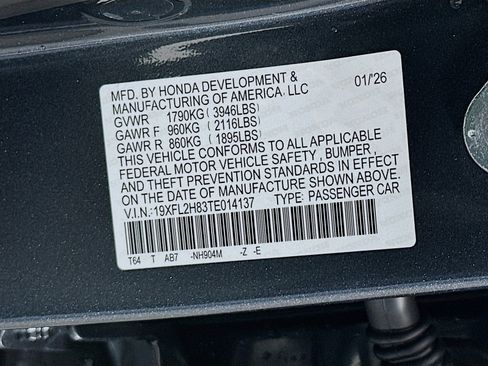 MFD. BY HONDA DEVELOPMENT & 01/'26
MANUFACTURING OF AMERICA, LLC
GVWR 1790KG (3946LBS)
GAWR F 960KG (2116LBS)
GAWR R 860KG (1895LBS)
THIS VEHICLE CONFORMS TO ALL APPLICABLE
FEDERAL MOTOR VEHICLE SAFETY, BUMPER,
AND THEFT PREVENTION STANDARDS IN EFFECT
ON THE DATE OF MANUFACTURE SHOWN ABOVE.
V.I.N.: 19XFL2H83TE014137 TYPE: PASSENGER CAR
T64 T AB7 -NH904M -Z -E